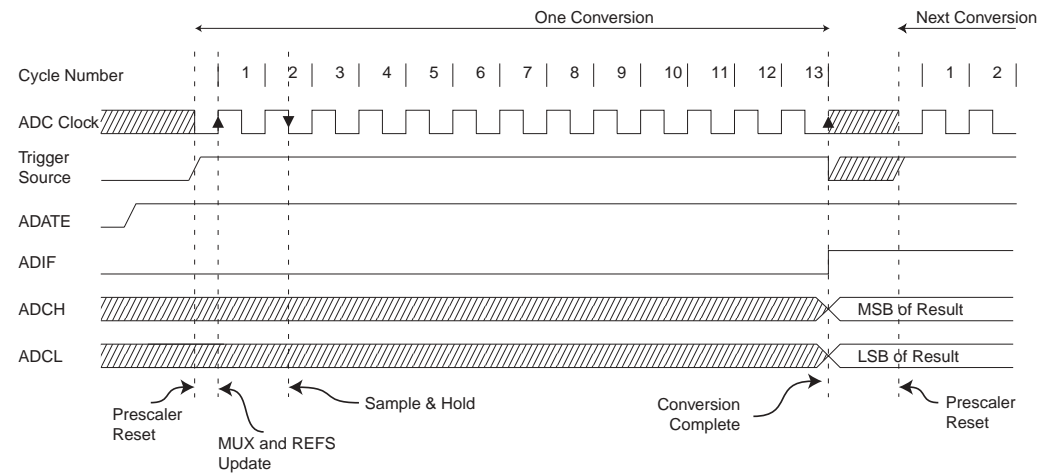 One Conversion
Next Conversion
Cycle Number
1 2 3 4 5 6 7 8 9 10 11 12 13 1 2
ADC Clock
Trigger
Source
ADATE
ADIF
ADCH
MSB of Result
ADCL
LSB of Result
Prescaler
Reset
MUX and REFS
Update
Sample & Hold
Conversion
Complete
Prescaler
Reset